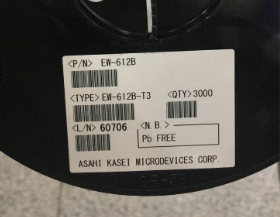 <P/N> EW-612B
<TYPE> EW-612B-T3 <QTY>3000
<L/N> 60706 <N.B.>
Pb FREE
ASAHI KASEI MICRODEVICES CORP.